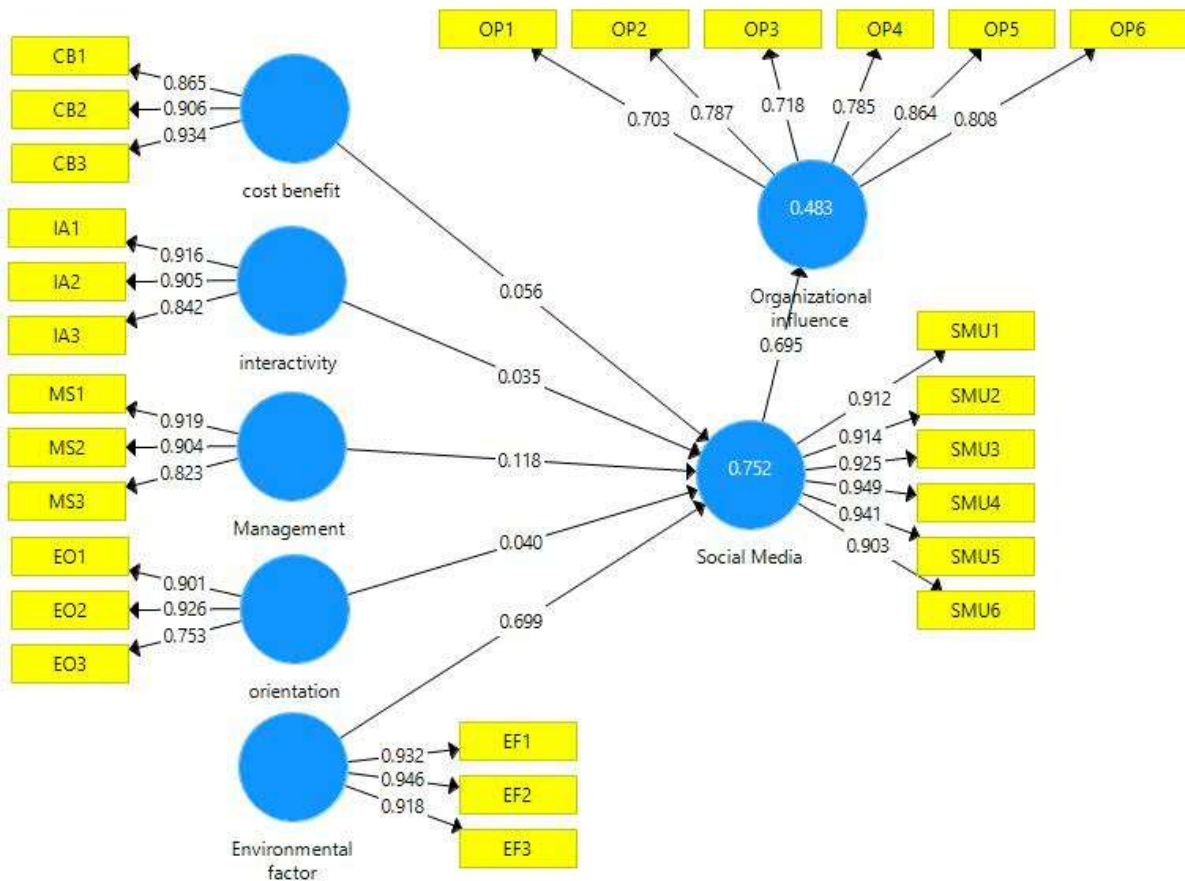 OP1 OP2 OP3 OP4 OP5 OP6
0.703 0.787 0.718 0.785 0.864 0.808
0.483
Organizational
influence
CB1
CB2
CB3
0.865
0.906
0.934
cost benefit
0.056
IA1
IA2
IA3
0.916
0.905
0.842
interactivity
0.035
MS1
MS2
MS3
0.919
0.904
0.823
Management
0.118
EO1
EO2
EO3
0.901
0.926
0.753
orientation
0.040
Environmental
factor
0.699
0.932
0.946
0.918
EF1
EF2
EF3
0.695
0.752
Social Media
0.912
0.914
0.925
0.949
0.941
0.903
SMU1
SMU2
SMU3
SMU4
SMU5
SMU6